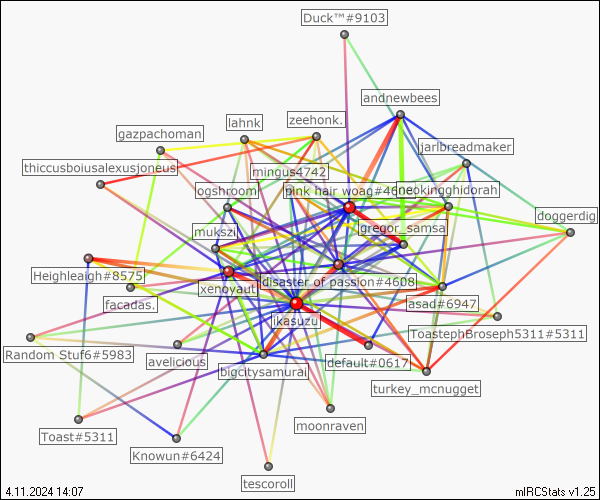 Duck™#9103
andnewbees
zeehonk.
lahnk
gazpachoman
jarlbreadmaker
thiccusboiusalexusjoneus
mingus4742
ogshroom
pink hair woag#4606
neokingghidorah
doggerdig
gregor_samsa
mukszi
Heighleaigh#8575
disaster of passion#4608
xenoyaut
facadas.
asad#6947
ikasuzu
ToastephBroseph5311#5311
Random Stuf6#5983
avelicious
default#0617
bigcitysamurai
turkey_mcnugget
moonraven
Toast#5311
Knowun#6424
tescoroll
4.11.2024 14:07
mIRCStats v1.25